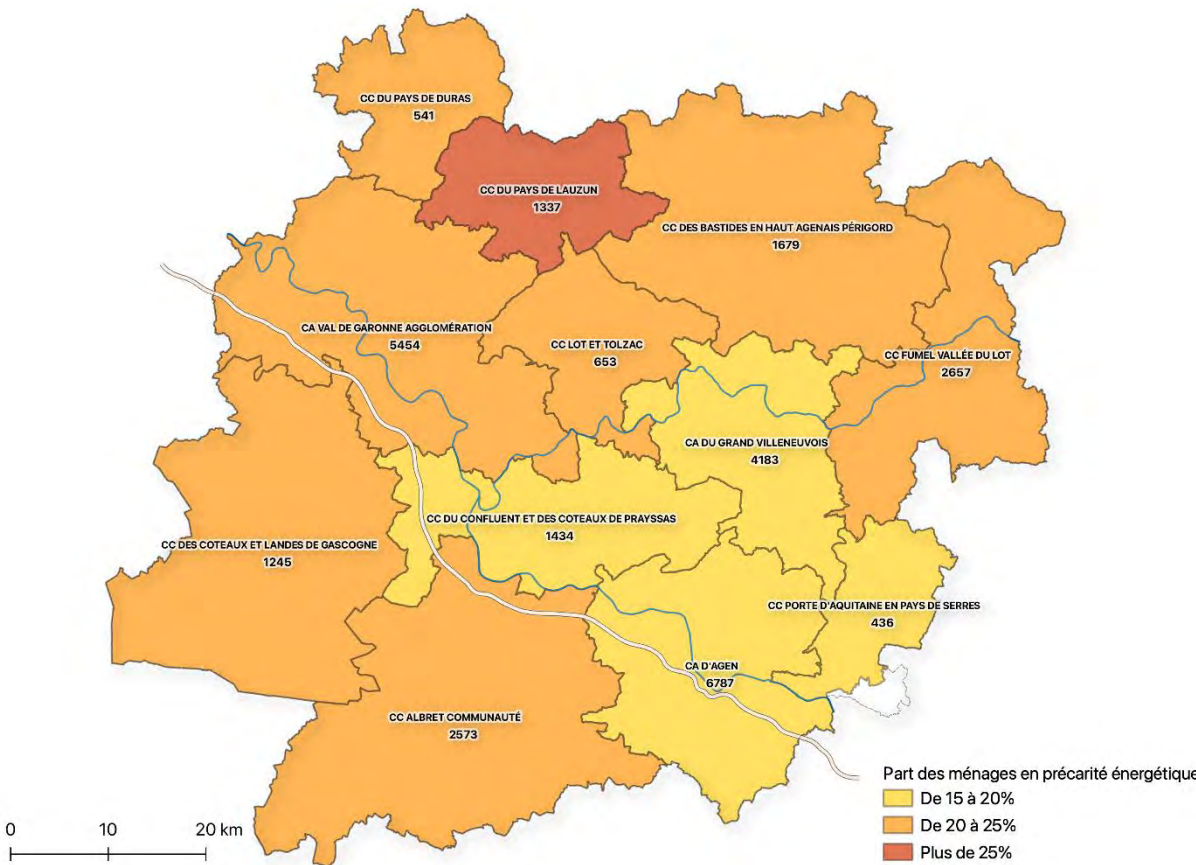 CC DU PAYS DE DURAS
541
CC DU PAYS DE LAUZUN
1337
CC DES BASTIDES EN HAUT AGENAIS PÉRIGORD
1679
CA VAL DE GARONNE AGGLOMÉRATION
5454
CC LOT ET TOLZAC
653
CC FUMEL VALLÉE DU LOT
2657
CA DU GRAND VILLENEUVOIS
4183
CC DU CONFLUENT ET DES COTEAUX DE PRAYSSAS
1434
CC DES COTEAUX ET LANDES DE GASCOGNE
1245
CC PORTE D'AQUITAINE EN PAYS DE SERRES
436
CA D'AGEN
6787
CC ALBRET COMMUNAUTÉ
2573
Part des ménages en précarité énergétique
De 15 à 20%
De 20 à 25%
Plus de 25%
0 10 20 km